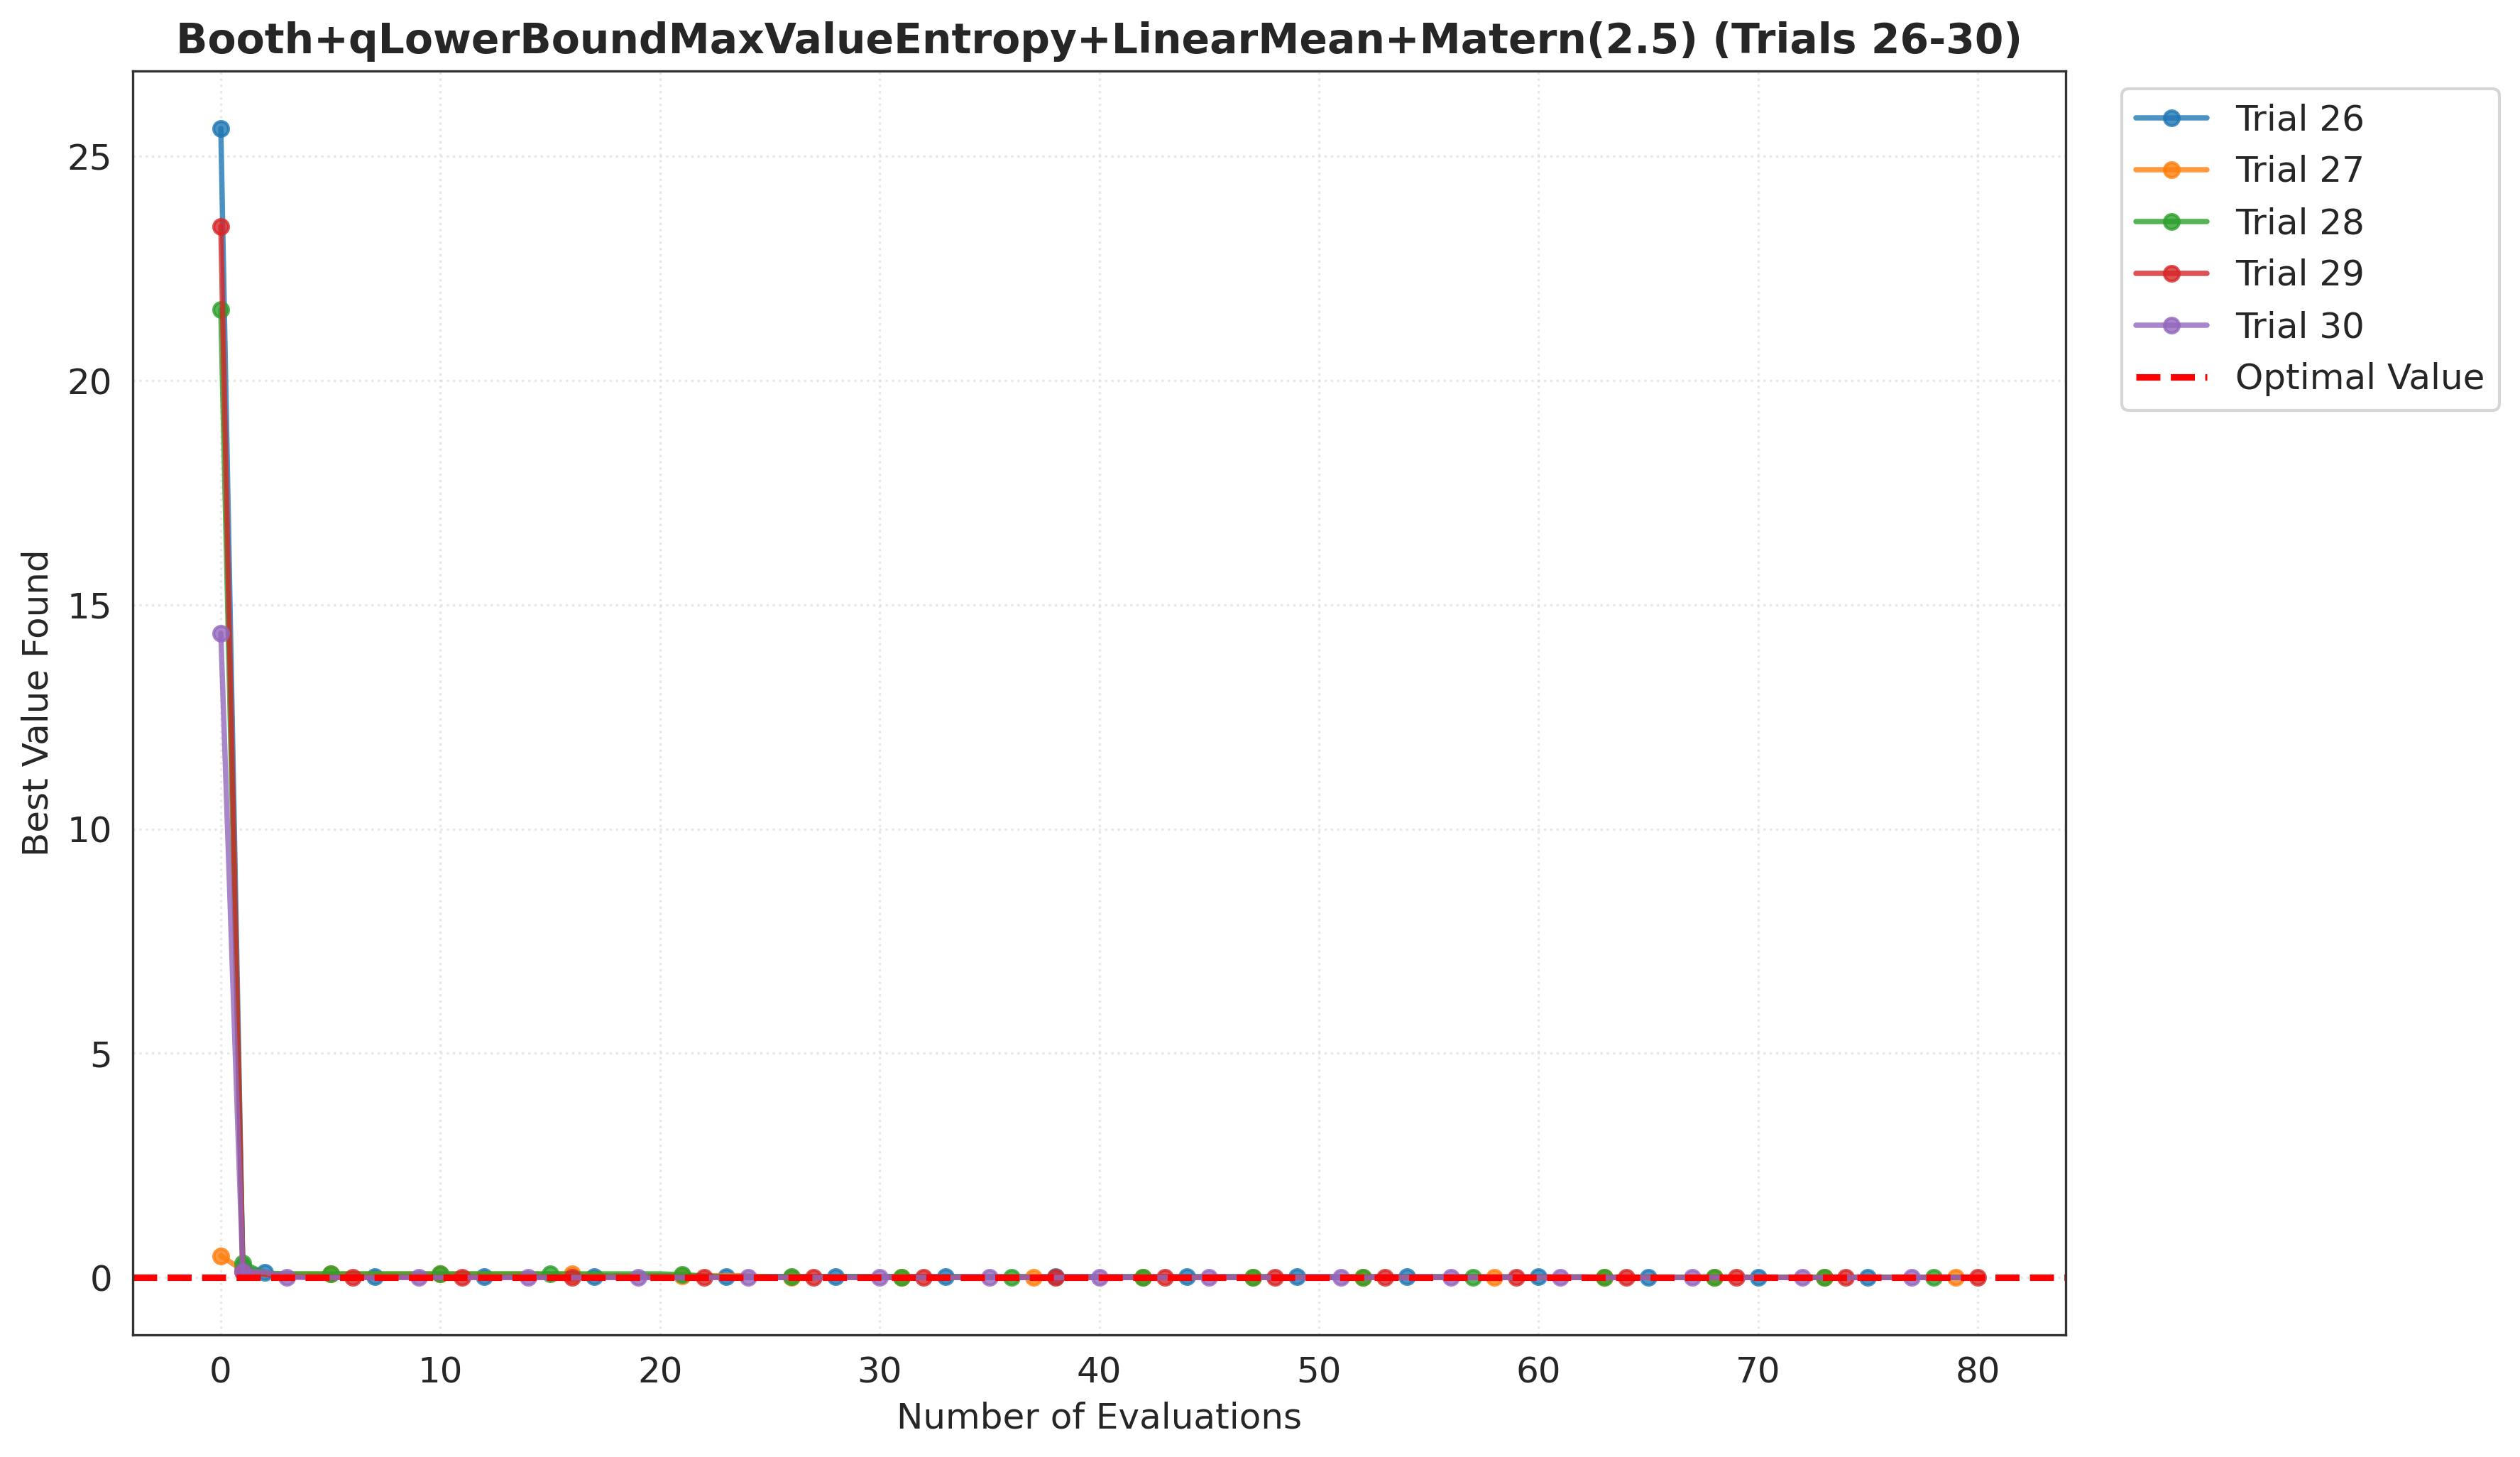 Booth+qLowerBoundMaxValueEntropy+LinearMean+Matern(2.5) (Trials 26-30)
Trial 26
Trial 27
Trial 28
Trial 29
Trial 30
Optimal Value
Best Value Found
25
20
15
10
5
0
0 10 20 30 40 50 60 70 80
Number of Evaluations